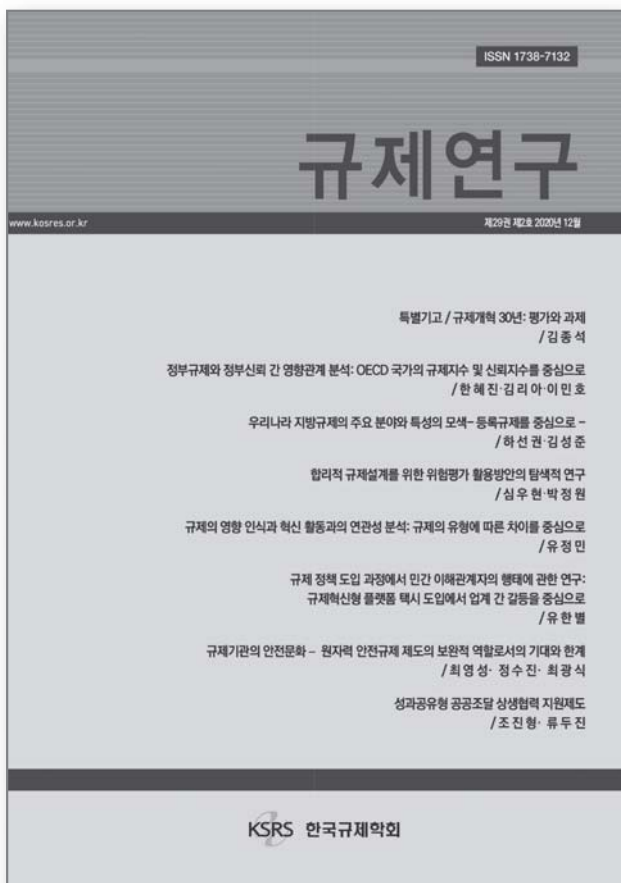 ISSN 1738-7132
규제연구
www.kosres.or.kr
제29권 제2호 2020년 12월
특별기고 / 규제개혁 30년: 평가와 과제
/ 김종석
정부규제와 정부신뢰 간 영향관계 분석: OECD 국가의 규제지수 및 신뢰지수를 중심으로
/ 한혜진·김리아·이민호
우리나라 지방규제의 주요 분야와 특성의 모색- 등록규제를 중심으로 -
/ 하선권·김성준
합리적 규제설계를 위한 위험평가 활용방안의 탐색적 연구
/ 심우현·박정원
규제의 영향 인식과 혁신 활동과의 연관성 분석: 규제의 유형에 따른 차이를 중심으로
/ 유정민
규제 정책 도입 과정에서 민간 이해관계자의 행태에 관한 연구:
규제혁신형 플랫폼 택시 도입에서 업계 간 갈등을 중심으로
/ 유한별
규제기관의 안전문화 – 원자력 안전규제 제도의 보완적 역할로서의 기대와 한계
/ 최영성· 정수진· 최광식
성과공유형 공공조달 상생협력 지원제도
/ 조진형· 류두진
KSRS 한국규제학회